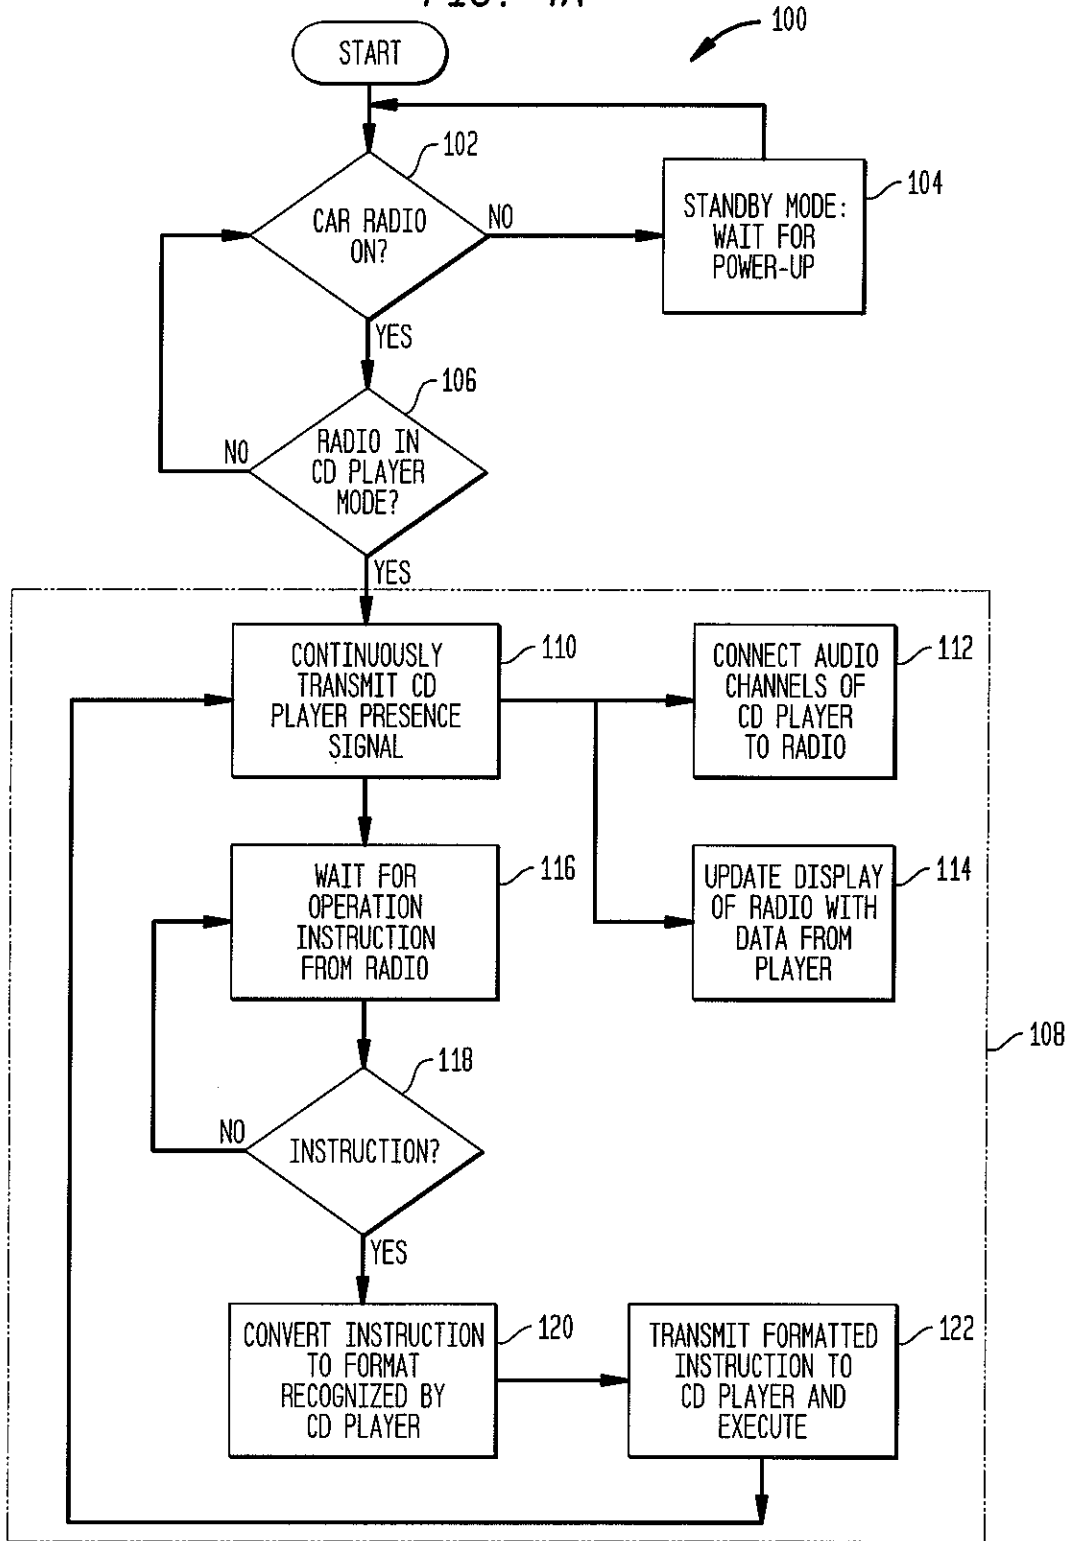 FIG. 4A
100
START
102
CAR RADIO
ON?
NO
104
STANDBY MODE:
WAIT FOR
POWER-UP
YES
106
RADIO IN
CD PLAYER
MODE?
NO
YES
CONTINUOUSLY
TRANSMIT CD
PLAYER PRESENCE
SIGNAL
110
CONNECT AUDIO
CHANNELS OF
CD PLAYER
TO RADIO
112
WAIT FOR
OPERATION
INSTRUCTION
FROM RADIO
116
UPDATE DISPLAY
OF RADIO WITH
DATA FROM
PLAYER
114
108
118
INSTRUCTION?
NO
YES
CONVERT INSTRUCTION
TO FORMAT
RECOGNIZED BY
CD PLAYER
120
TRANSMIT FORMATTED
INSTRUCTION TO
CD PLAYER AND
EXECUTE
122